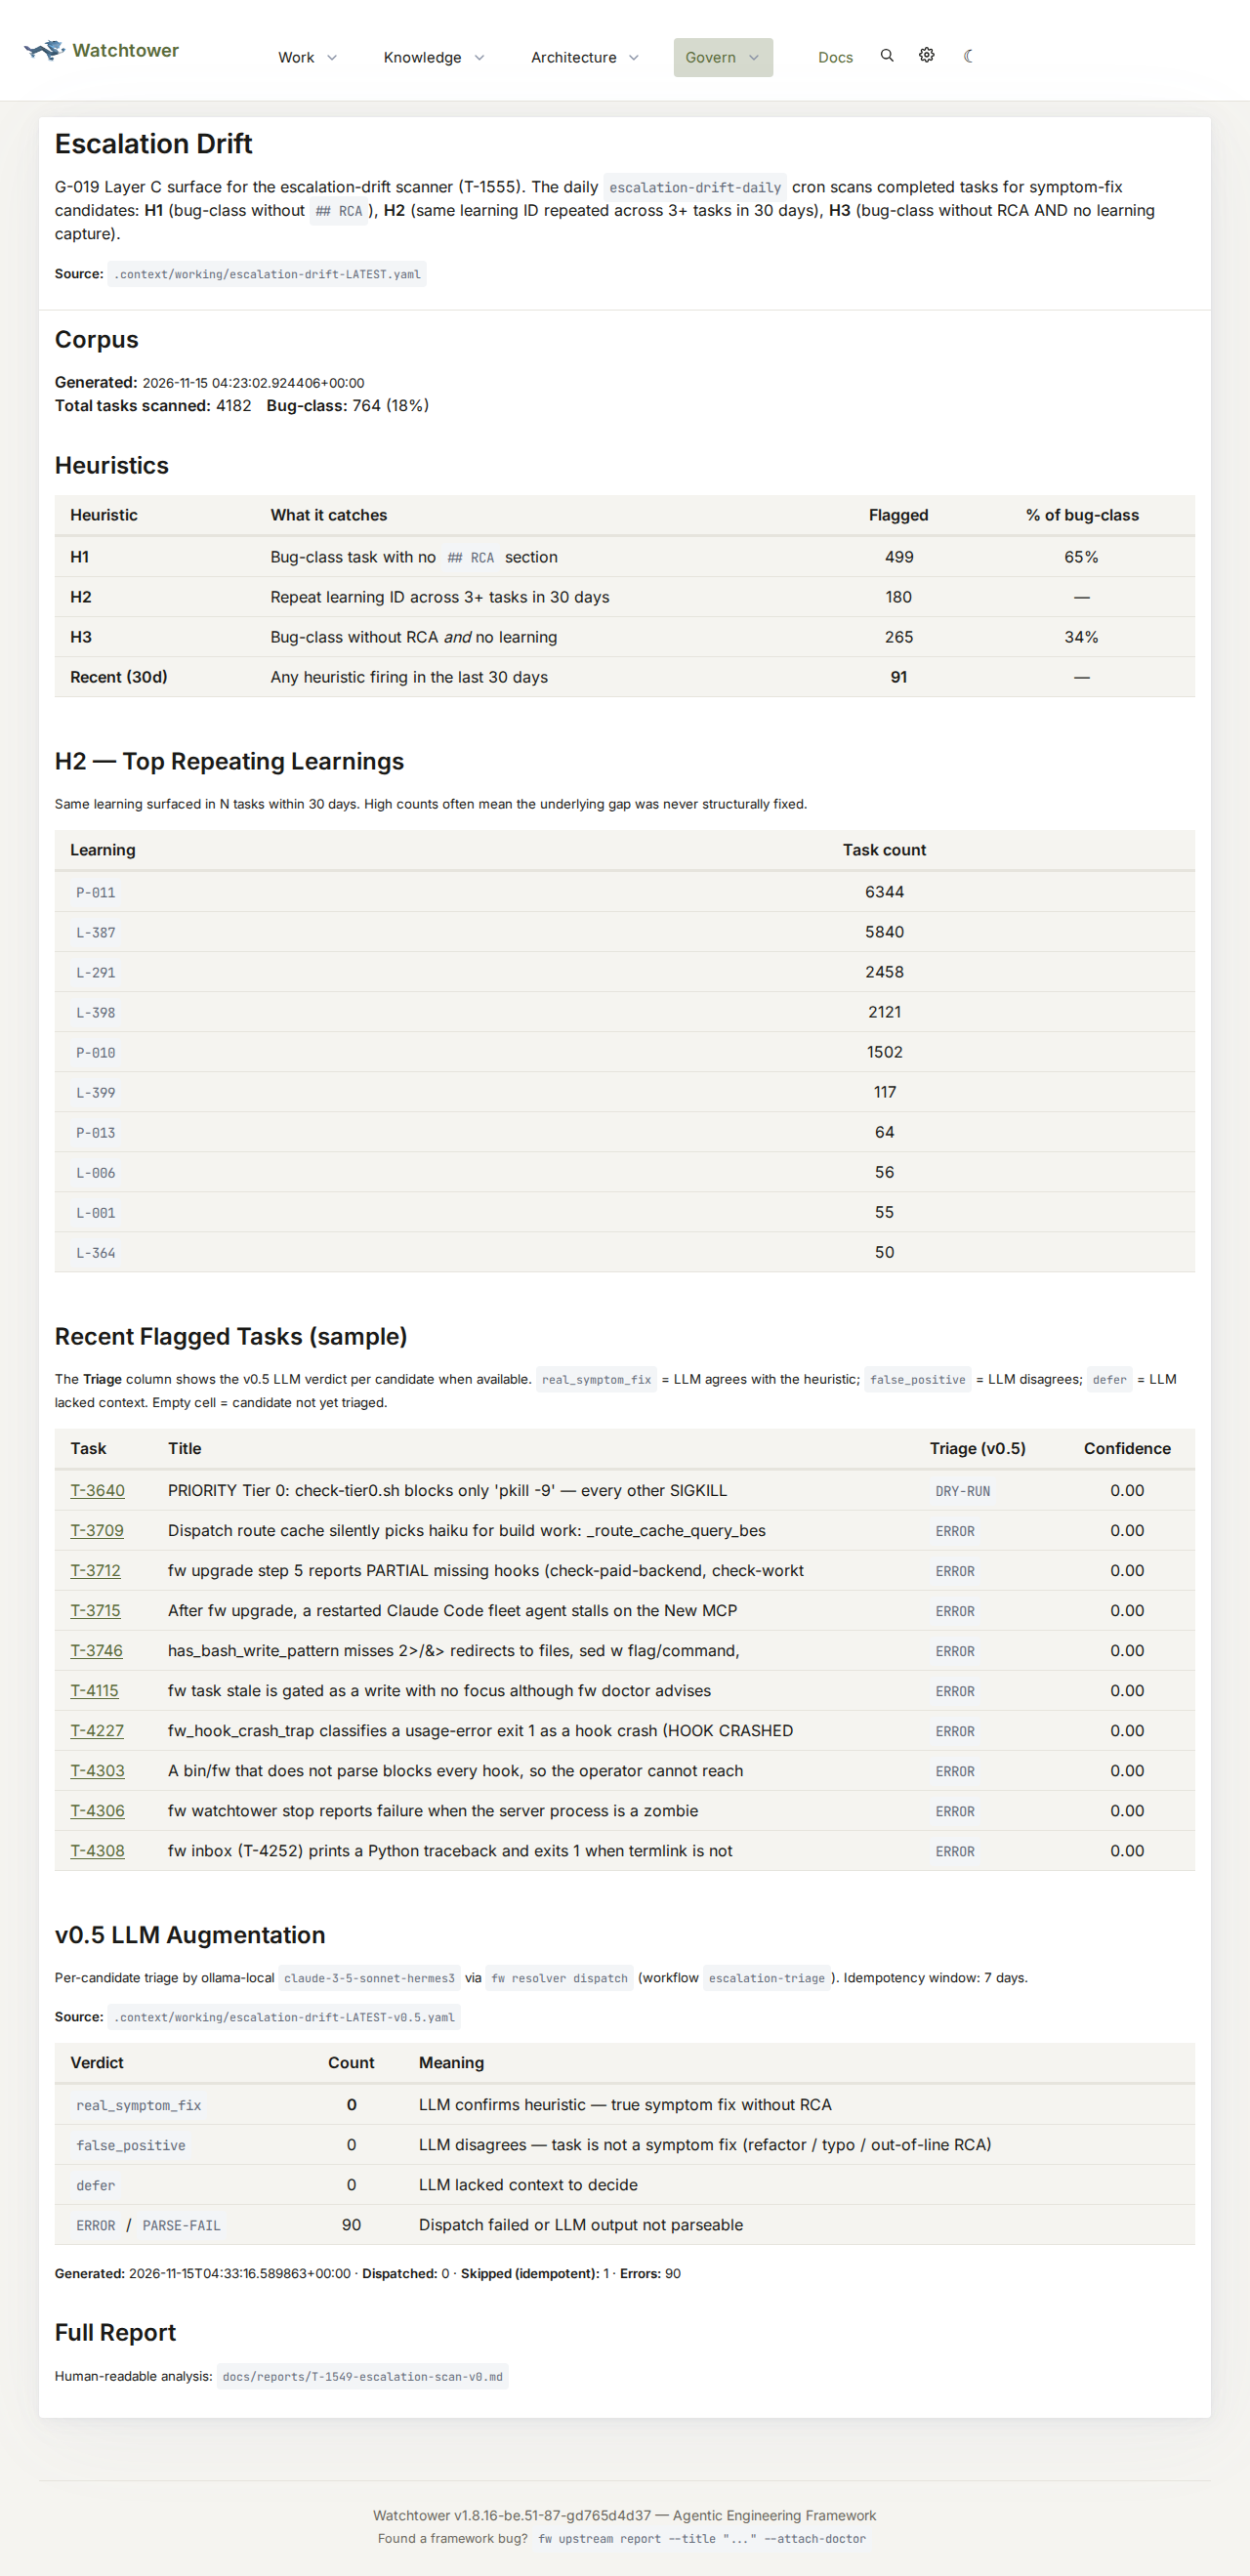 Watchtower
Work
Knowledge
Architecture
Govern
Docs
Escalation Drift
G-019 Layer C surface for the escalation-drift scanner (T-1555). The daily escalation-drift-daily cron scans completed tasks for symptom-fix
candidates: H1 (bug-class without ## RCA), H2 (same learning ID repeated across 3+ tasks in 30 days), H3 (bug-class without RCA AND no learning
capture).
Source: .context/working/escalation-drift-LATEST.yaml
Corpus
Generated: 2026-11-15 04:23:02.924406+00:00
Total tasks scanned: 4182 Bug-class: 764 (18%)
Heuristics
Heuristic What it catches Flagged % of bug-class
H1 Bug-class task with no ## RCA section 499 65%
H2 Repeat learning ID across 3+ tasks in 30 days 180 —
H3 Bug-class without RCA and no learning 265 34%
Recent (30d) Any heuristic firing in the last 30 days 91 —
H2 — Top Repeating Learnings
Same learning surfaced in N tasks within 30 days. High counts often mean the underlying gap was never structurally fixed.
Learning Task count
P-011 6344
L-387 5840
L-291 2458
L-398 2121
P-010 1502
L-399 117
P-013 64
L-006 56
L-001 55
L-364 50
Recent Flagged Tasks (sample)
The Triage column shows the v0.5 LLM verdict per candidate when available. real_symptom_fix = LLM agrees with the heuristic; false_positive = LLM disagrees; defer = LLM
lacked context. Empty cell = candidate not yet triaged.
Task Title Triage (v0.5) Confidence
T-3640 PRIORITY Tier 0: check-tier0.sh blocks only 'pkill -9' — every other SIGKILL DRY-RUN 0.00
T-3709 Dispatch route cache silently picks haiku for build work: _route_cache_query_bes ERROR 0.00
T-3712 fw upgrade step 5 reports PARTIAL missing hooks (check-paid-backend, check-workt ERROR 0.00
T-3715 After fw upgrade, a restarted Claude Code fleet agent stalls on the New MCP ERROR 0.00
T-3746 has_bash_write_pattern misses 2>/&> redirects to files, sed w flag/command, ERROR 0.00
T-4115 fw task stale is gated as a write with no focus although fw doctor advises ERROR 0.00
T-4227 fw_hook_crash_trap classifies a usage-error exit 1 as a hook crash (HOOK CRASHED ERROR 0.00
T-4303 A bin/fw that does not parse blocks every hook, so the operator cannot reach ERROR 0.00
T-4306 fw watchtower stop reports failure when the server process is a zombie ERROR 0.00
T-4308 fw inbox (T-4252) prints a Python traceback and exits 1 when termlink is not ERROR 0.00
v0.5 LLM Augmentation
Per-candidate triage by ollama-local claude-3-5-sonnet-hermes3 via fw resolver dispatch (workflow escalation-triage). Idempotency window: 7 days.
Source: .context/working/escalation-drift-LATEST-v0.5.yaml
Verdict Count Meaning
real_symptom_fix 0 LLM confirms heuristic — true symptom fix without RCA
false_positive 0 LLM disagrees — task is not a symptom fix (refactor / typo / out-of-line RCA)
defer 0 LLM lacked context to decide
ERROR / PARSE-FAIL 90 Dispatch failed or LLM output not parseable
Generated: 2026-11-15T04:33:16.589863+00:00 · Dispatched: 0 · Skipped (idempotent): 1 · Errors: 90
Full Report
Human-readable analysis: docs/reports/T-1549-escalation-scan-v0.md
Watchtower v1.8.16-be.51-87-gd765d4d37 — Agentic Engineering Framework
Found a framework bug? fw upstream report --title "..." --attach-doctor